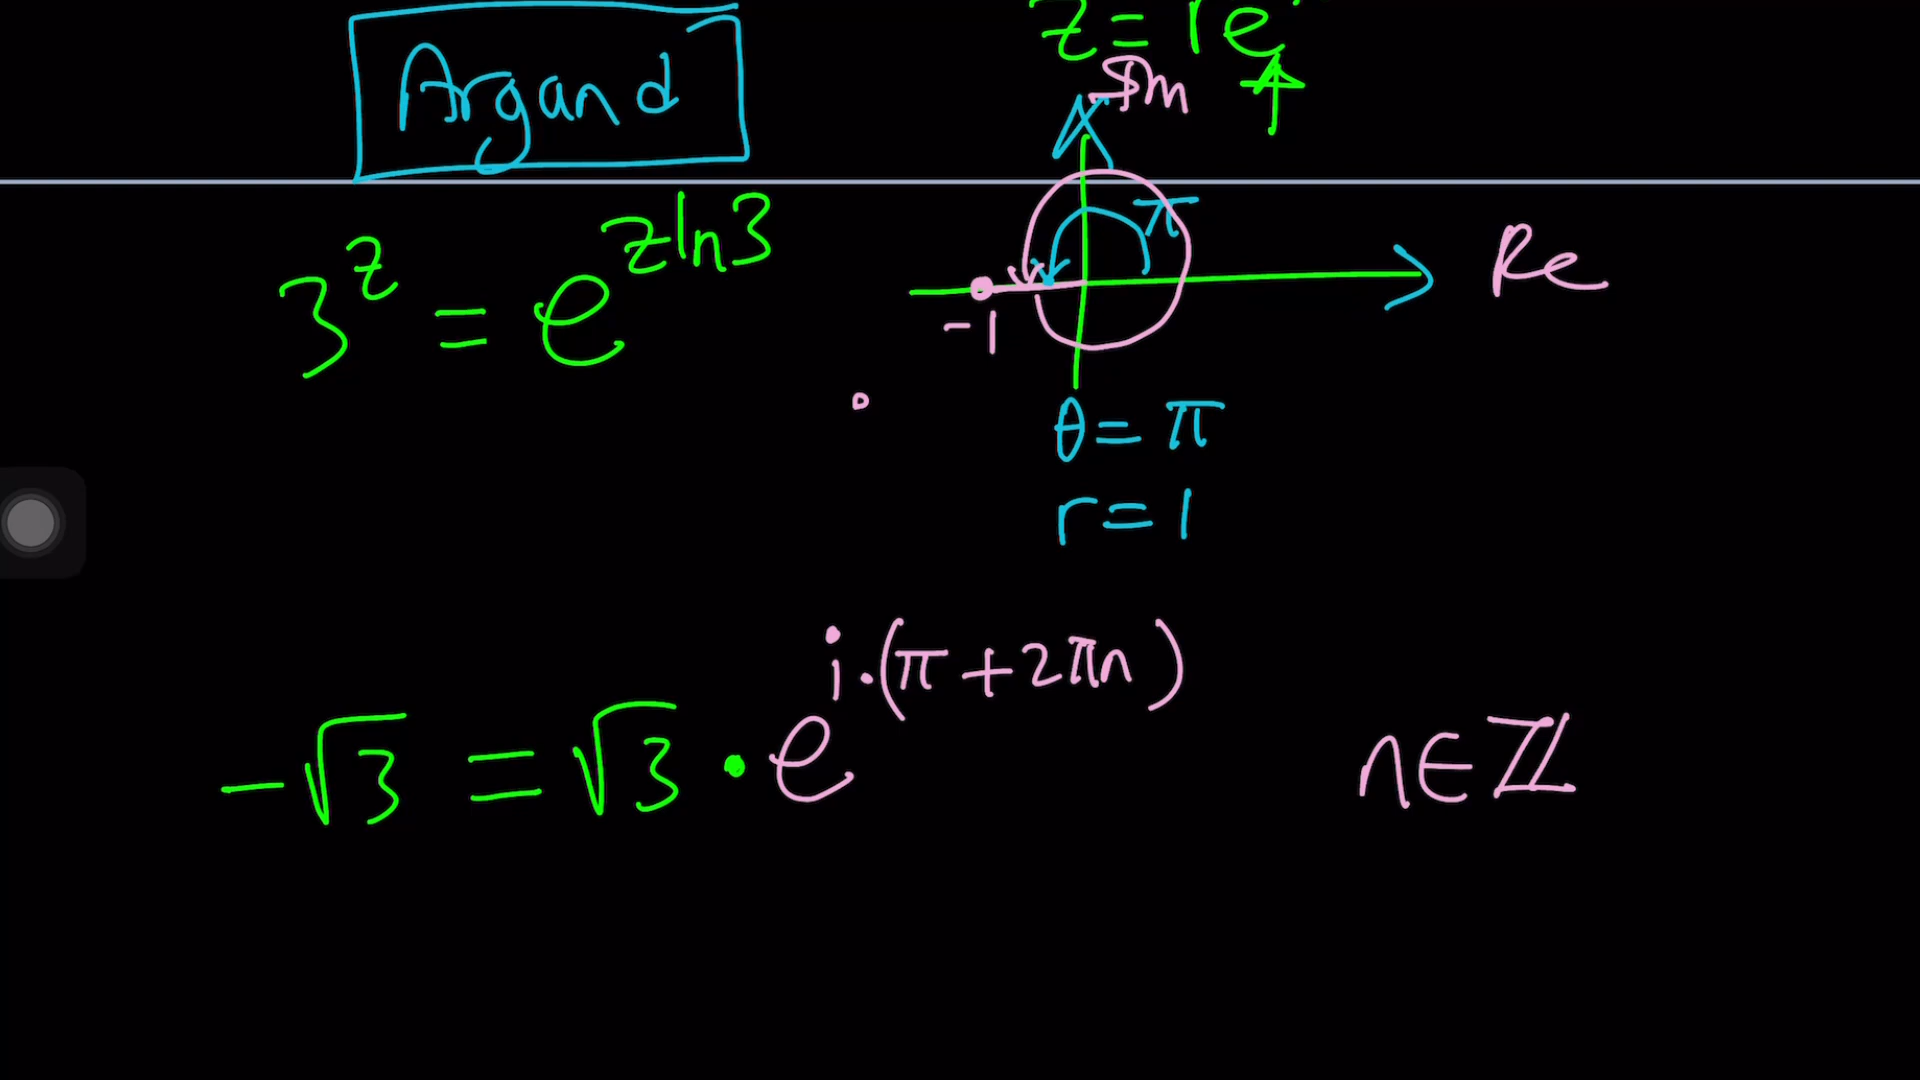 z = re
Argand
Im
3^z = e^{z ln3}
π
Re
-1
θ = π
r = 1
-√3 = √3 · e^{i·(π+2πn)}
n∈ℤ